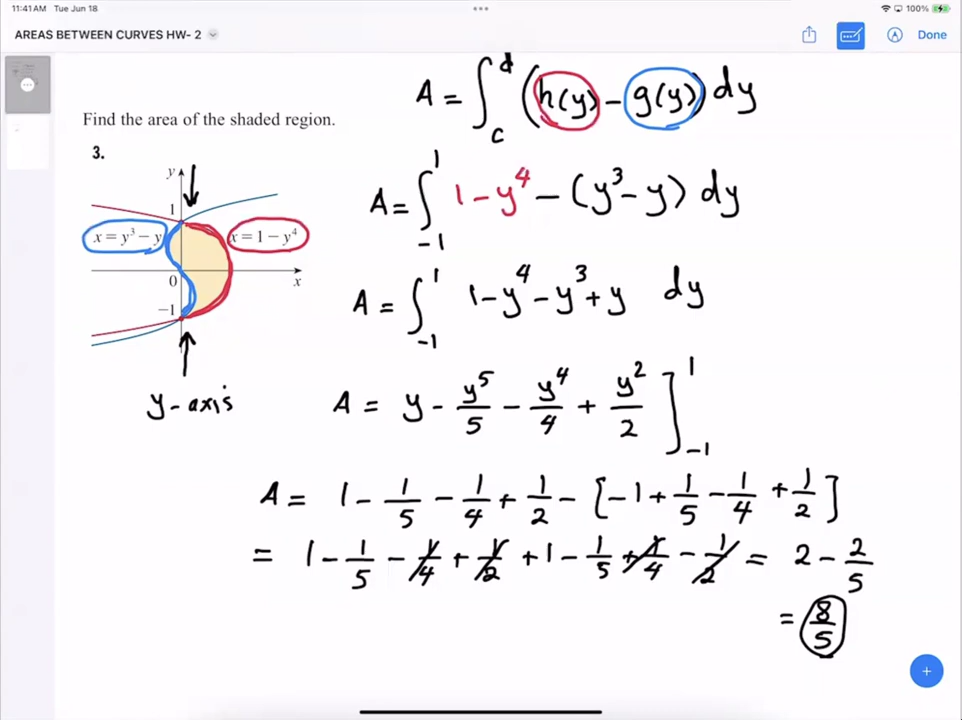 11:41AM Tue Jun 18
100%
AREAS BETWEEN CURVES HW- 2
Done
Find the area of the shaded region.
3.
y
1
x = y³ − y
x = 1 − y⁴
0
x
−1
y-axis
A = ∫_c^d (h(y) − g(y)) dy
A = ∫_{-1}^{1} 1 − y⁴ − (y³ − y) dy
A = ∫_{-1}^{1} 1 − y⁴ − y³ + y dy
A = y − y⁵/5 − y⁴/4 + y²/2 ]_{-1}^{1}
A = 1 − 1/5 − 1/4 + 1/2 − [−1 + 1/5 − 1/4 + 1/2]
= 1 − 1/5 − 1/4 + 1/2 + 1 − 1/5 + 1/4 − 1/2 = 2 − 2/5
= 8/5